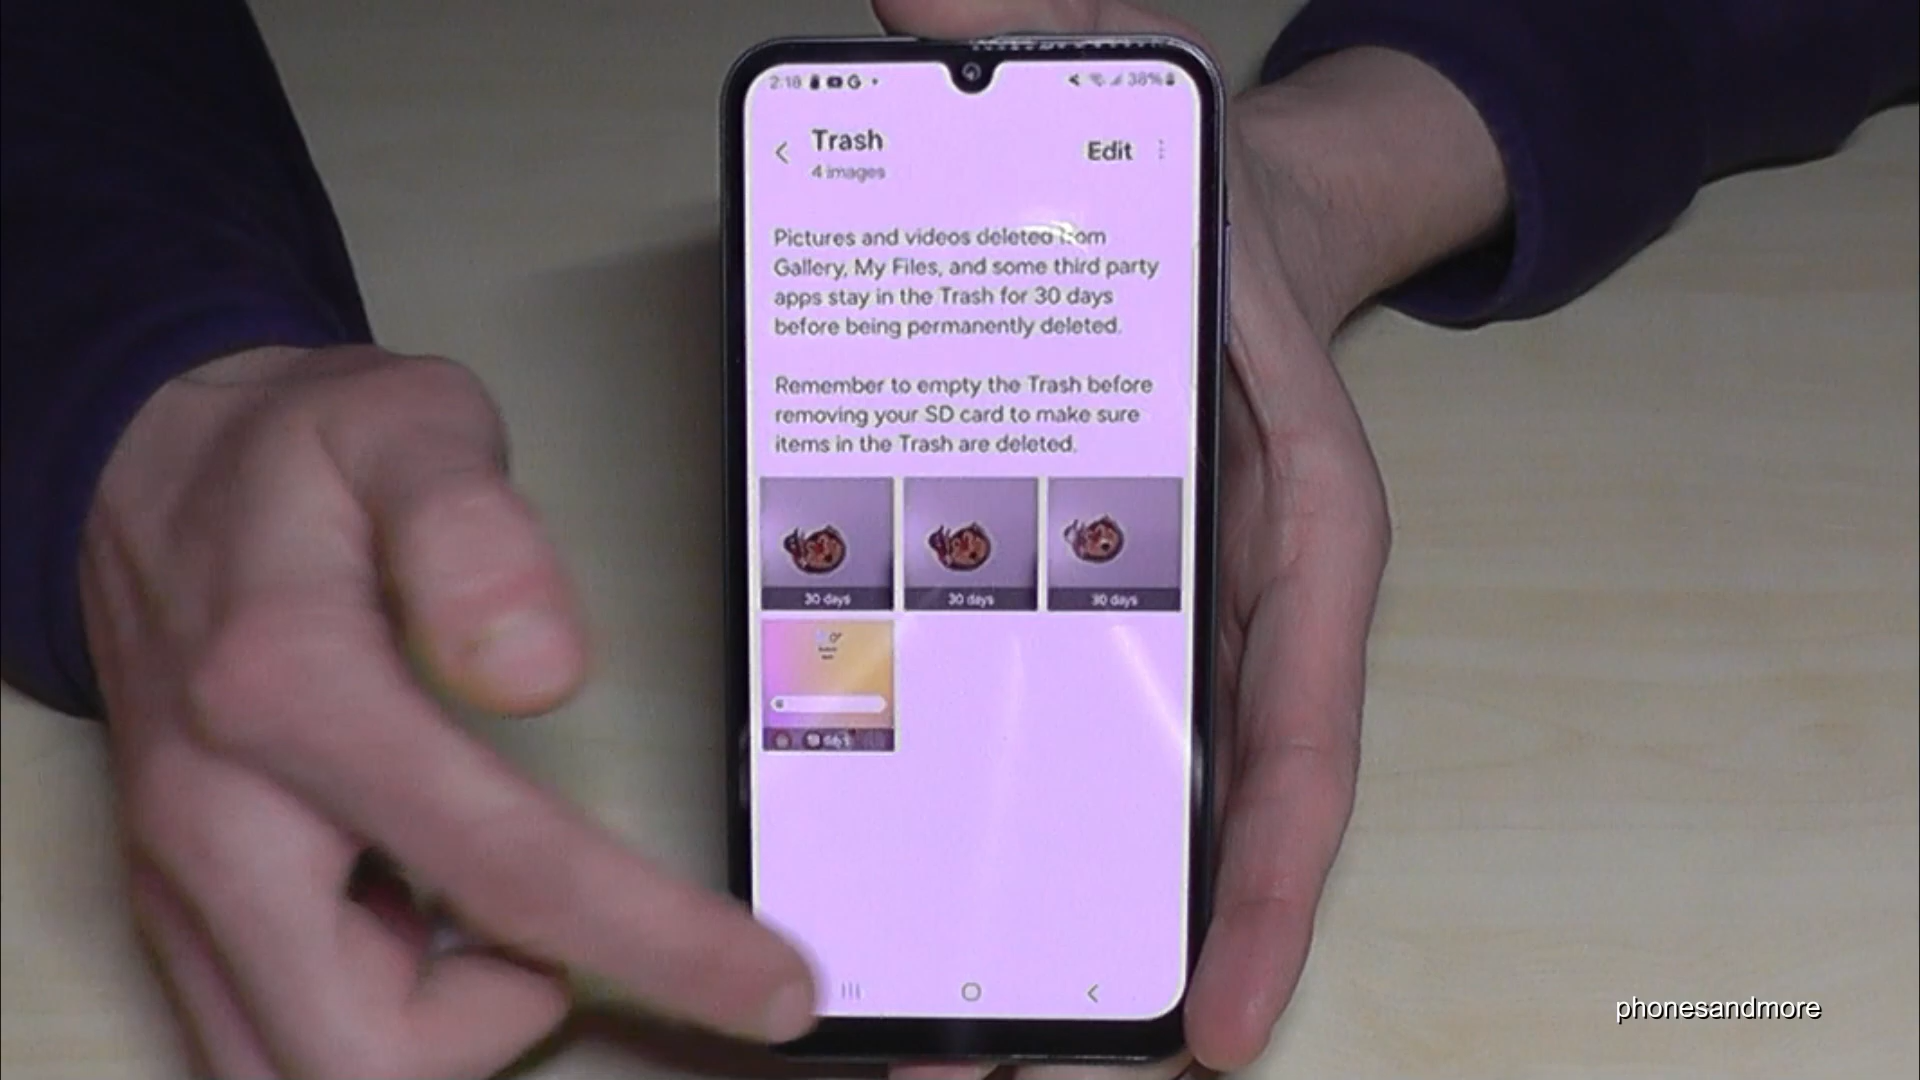 2:18 G
38%
Trash
Edit
4 images
Pictures and videos deleted from
Gallery, My Files, and some third party
apps stay in the Trash for 30 days
before being permanently deleted.
Remember to empty the Trash before
removing your SD card to make sure
items in the Trash are deleted.
30 days 30 days 30 days
days
phonesandmore